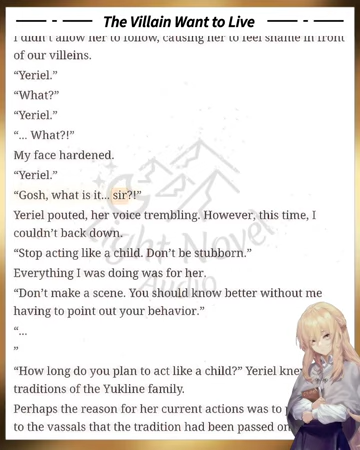 The Villain Want to Live
I didn't allow her to follow, causing her to feel shame in front
of our villeins.
“Yeriel.”
“What?”
“Yeriel.”
“... What?!”
My face hardened.
“Yeriel.”
“Gosh, what is it... sir?!”
Yeriel pouted, her voice trembling. However, this time, I
couldn’t back down.
“Stop acting like a child. Don’t be stubborn.”
Everything I was doing was for her.
“Don’t make a scene. You should know better without me
having to point out your behavior.”
“...
”
“How long do you plan to act like a child?” Yeriel
traditions of the Yukline family.
Perhaps the reason for her current actions was to
to the vassals that the tradition had been passed
Light Novel
Audio